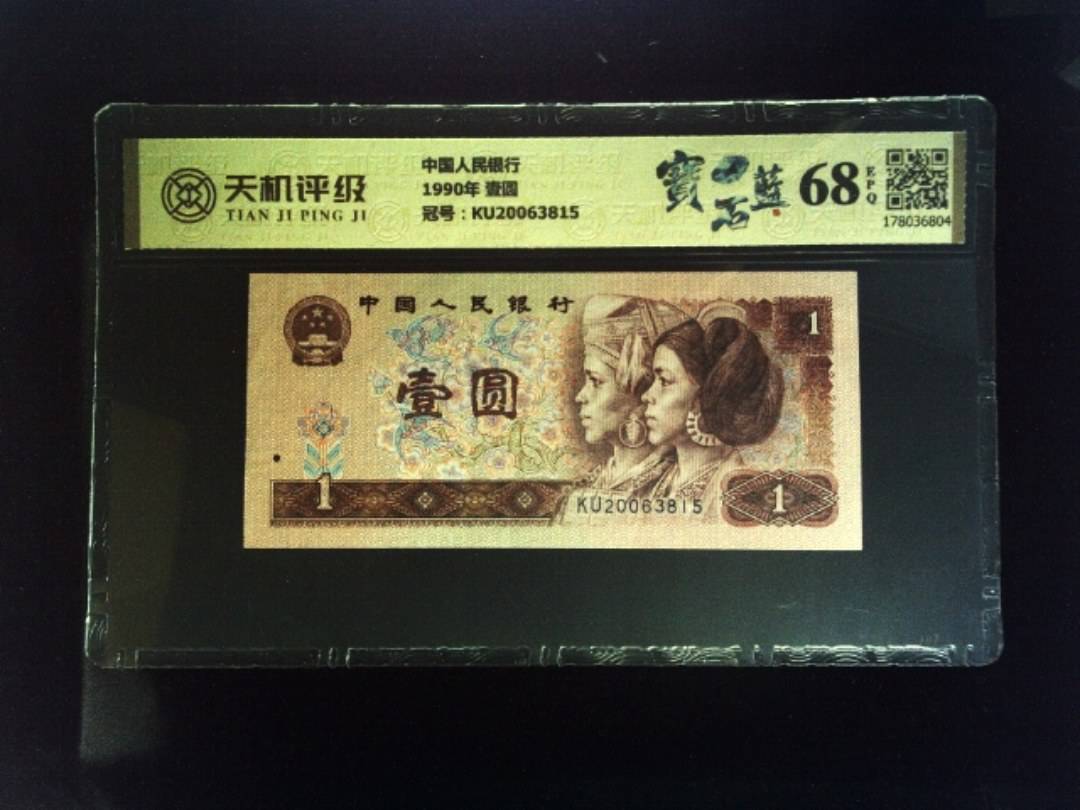 天机评级
TIAN JI PING JI
中国人民银行
1990年 壹圆
冠号：KU20063815
寶石藍
68
EPQ
178036804
中国人民银行
1
壹圆
1
KU20063815
1